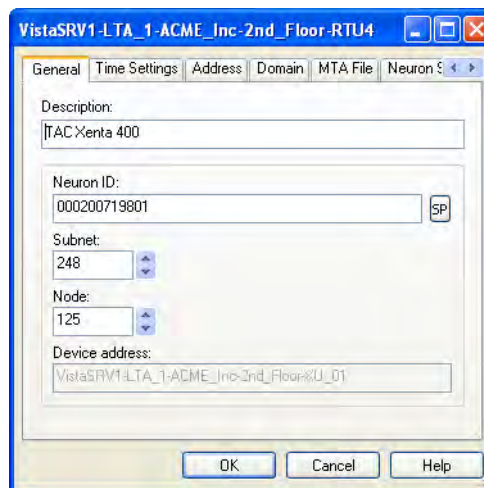 VistaSRV1-LTA_1-ACME_Inc-2nd_Floor-RTU4
General Time Settings Address Domain MTA File Neuron S
Description:
TAC Xenta 400
Neuron ID:
000200719801
SP
Subnet:
248
Node:
125
Device address:
VistaSRV1-LTA_1-ACME_Inc-2nd_Floor-XU_01
OK Cancel Help